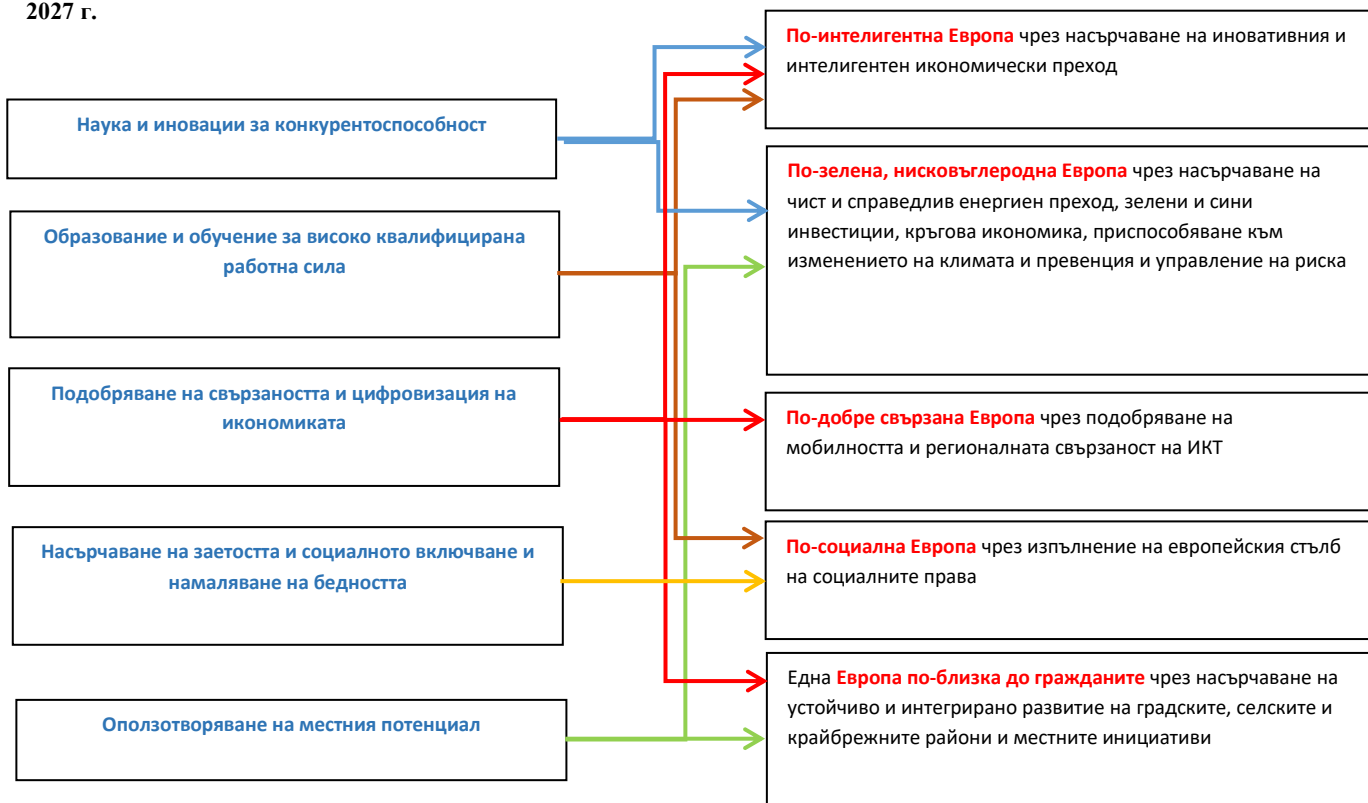 2027 г.
Наука и иновации за конкурентоспособност
Образование и обучение за високо квалифицирана
работна сила
Подобряване на свързаността и цифровизация на
икономиката
Насърчаване на заетостта и социалното включване и
намаляване на бедността
Оползотворяване на местния потенциал
По-интелигентна Европа чрез насърчаване на иновативния и
интелигентен икономически преход
По-зелена, нисковъглеродна Европа чрез насърчаване на
чист и справедлив енергиен преход, зелени и сини
инвестиции, кръгова икономика, приспособяване към
изменението на климата и превенция и управление на риска
По-добре свързана Европа чрез подобряване на
мобилността и регионалната свързаност на ИКТ
По-социална Европа чрез изпълнение на европейския стълб
на социалните права
Една Европа по-близка до гражданите чрез насърчаване на
устойчиво и интегрирано развитие на градските, селските и
крайбрежните райони и местните инициативи